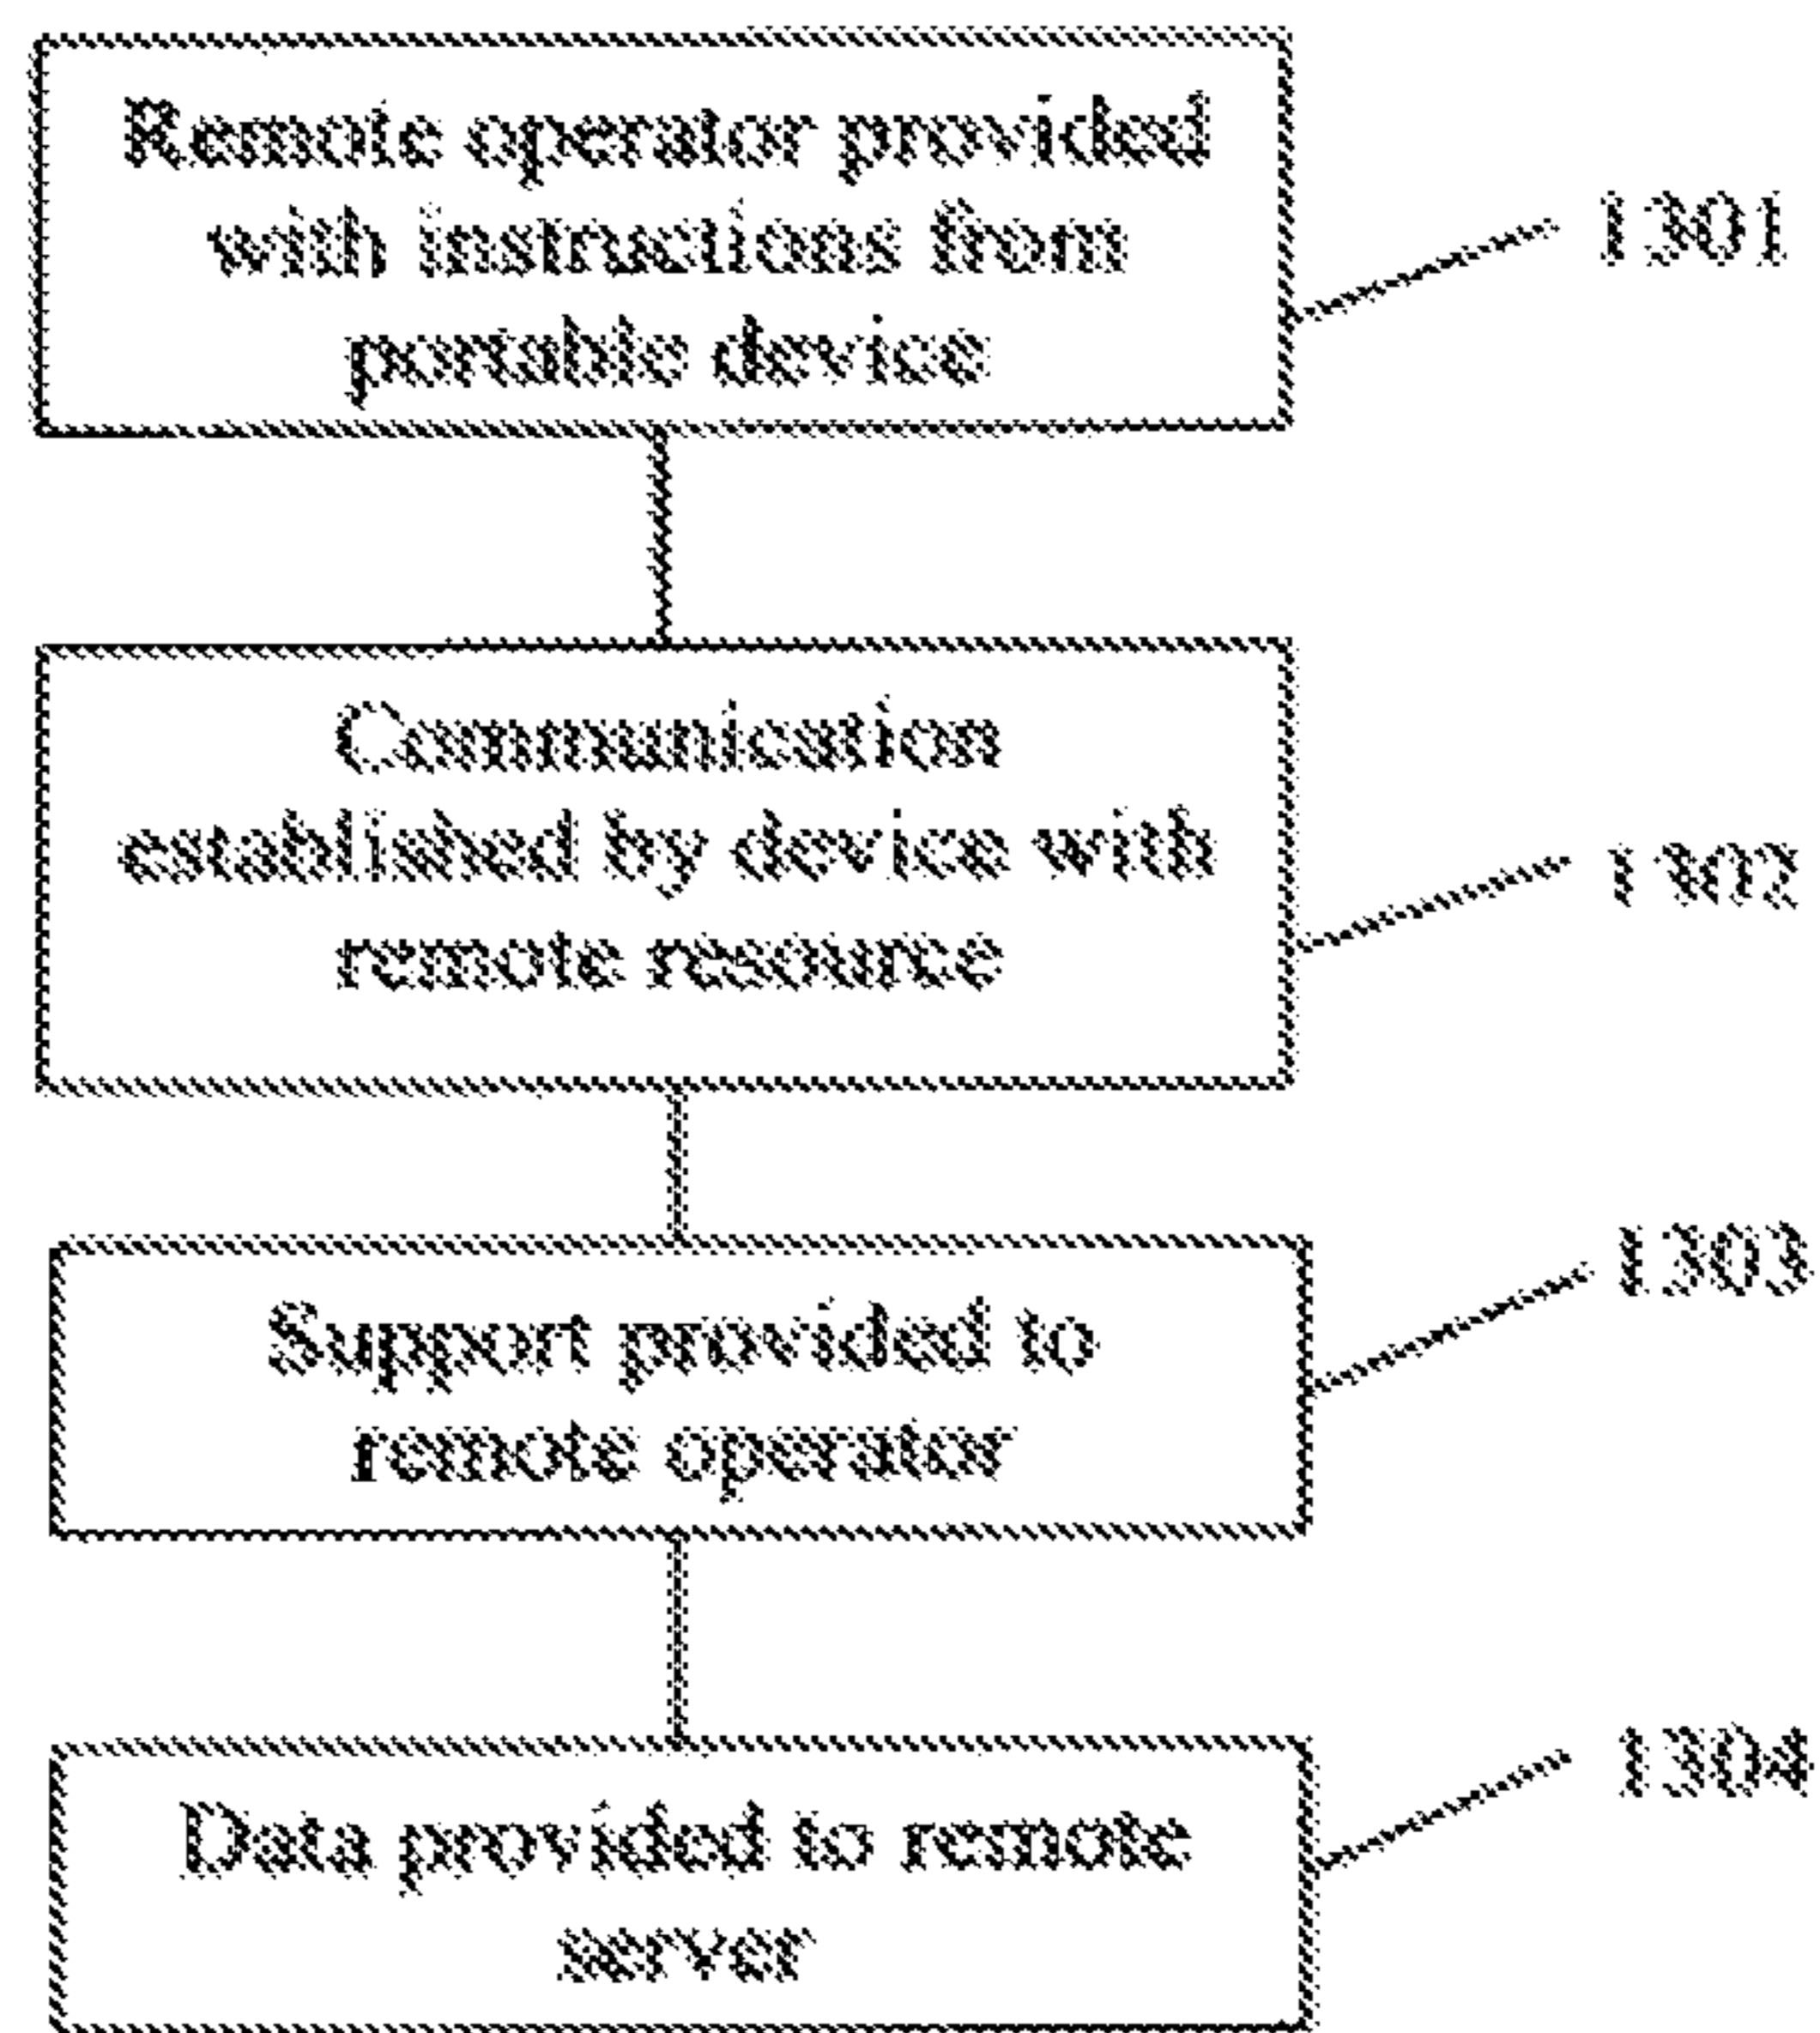 Remote operator provided
with instructions from
portable device
1301
Communication
established by device with
remote resource
1302
Support provided to
remote operator
1303
Data provided to remote
server
1304